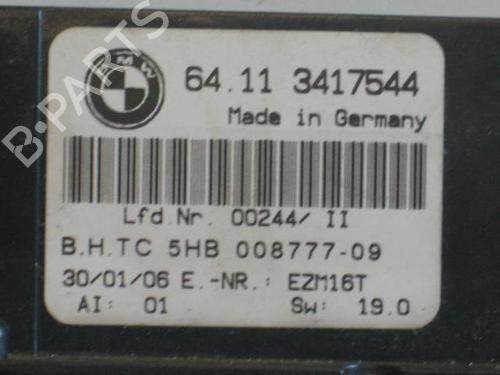 B-PARTS
BMW
64.11 3417544
Made in Germany
Lfd.Nr. 00244/ II
B.H.TC 5HB 008777-09
30/01/06 E.-NR.: EZM16T
AI: 01 Sw: 19.0